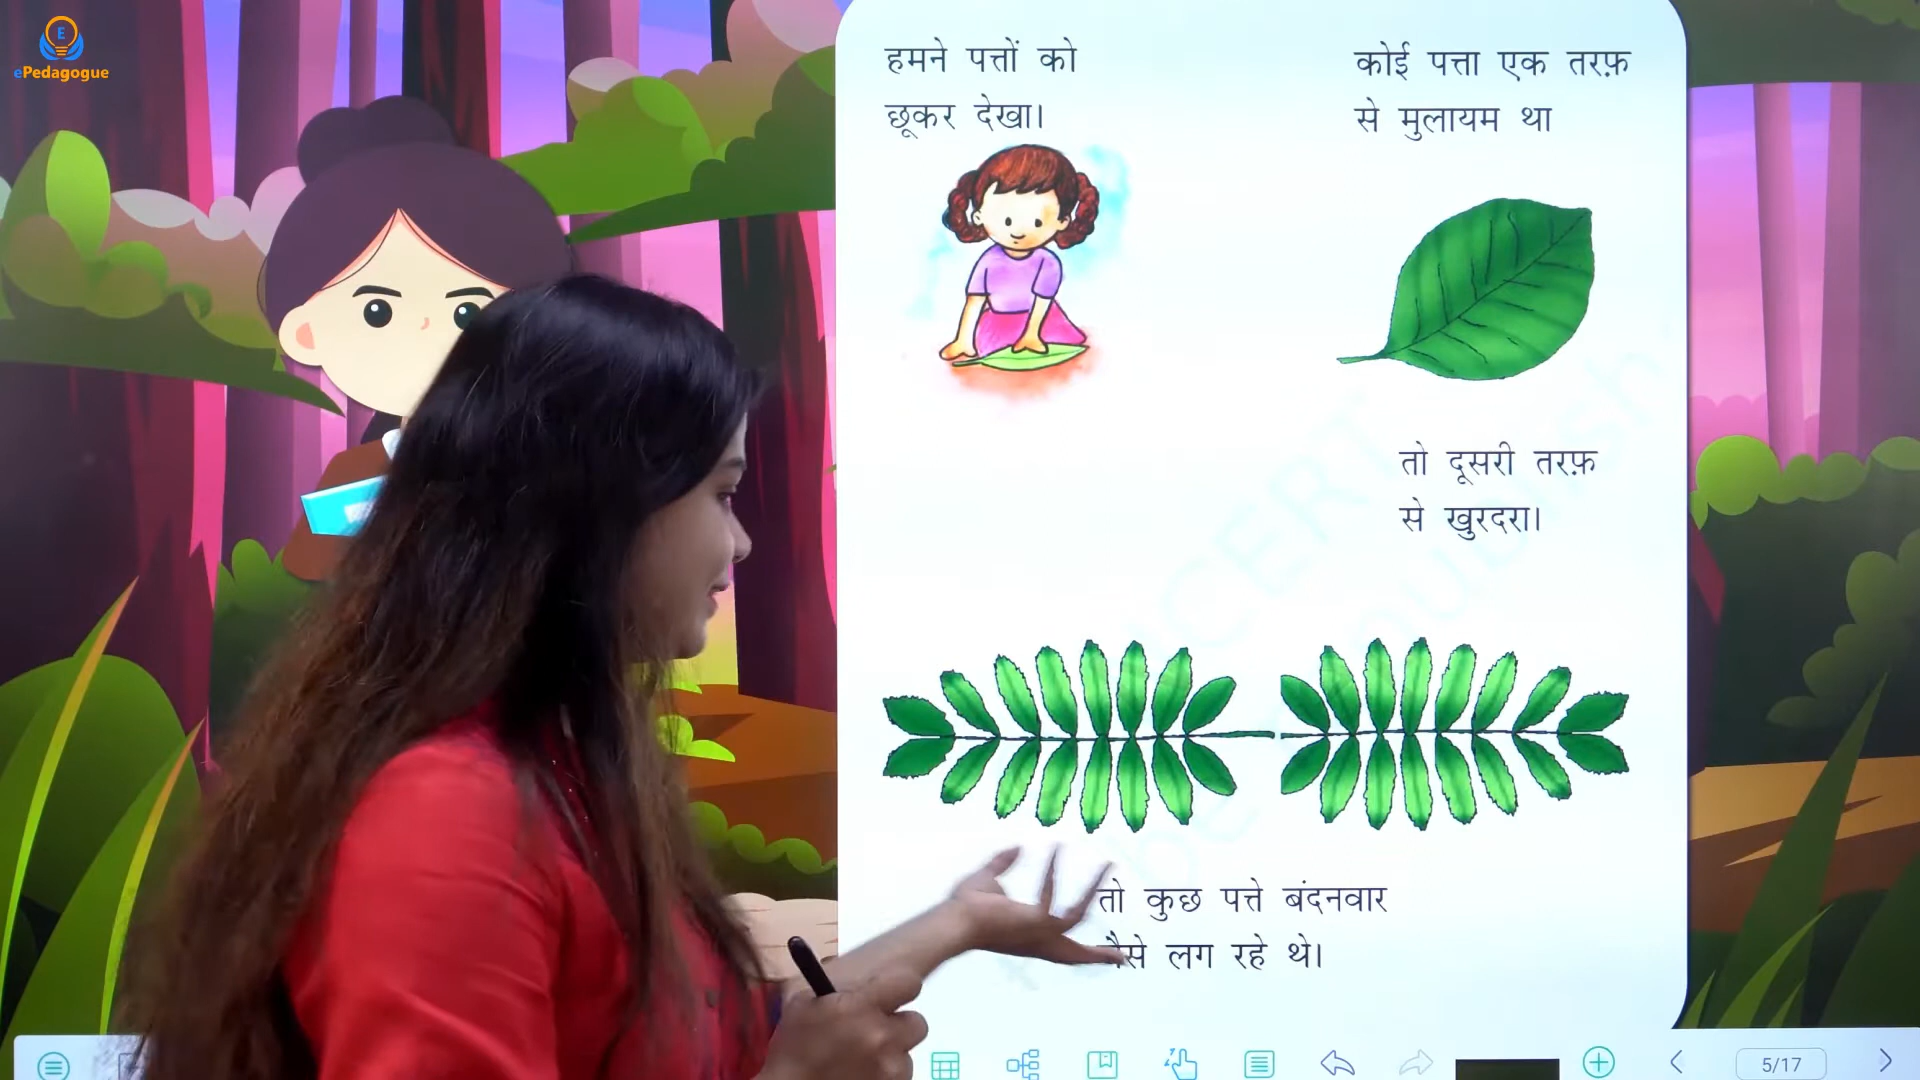 E
ePedagogue
हमने पत्तों को
छूकर देखा।
कोई पत्ता एक तरफ़
से मुलायम था
तो दूसरी तरफ़
से खुरदरा।
तो कुछ पत्ते बंदनवार
जैसे लग रहे थे।
5/17